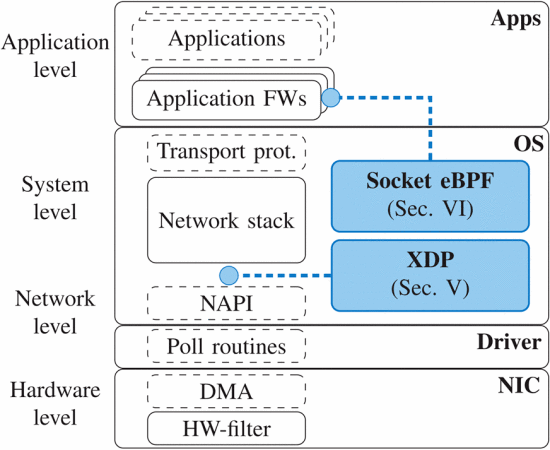 Apps
Application
level
Applications
Application FWs
OS
Transport prot.
System
level
Socket eBPF
(Sec. VI)
Network stack
XDP
(Sec. V)
Network
level
NAPI
Driver
Poll routines
Hardware
level
NIC
DMA
HW-filter